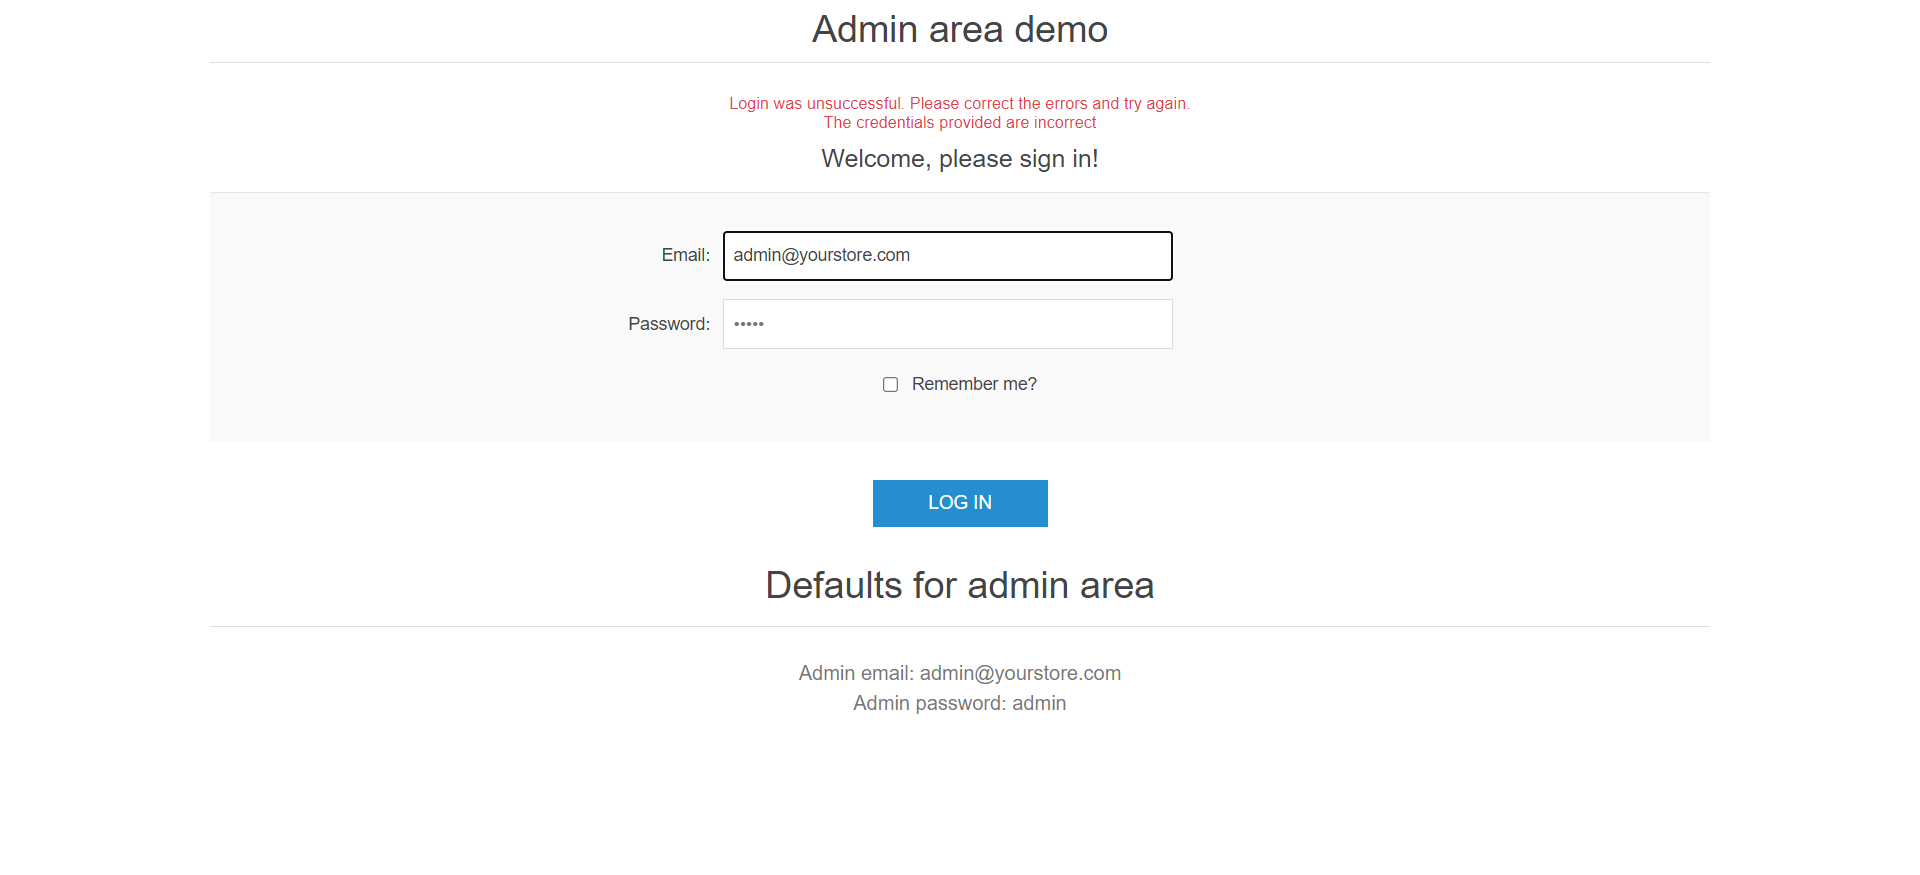 Admin area demo
Login was unsuccessful. Please correct the errors and try again.
The credentials provided are incorrect
Welcome, please sign in!
Email: admin@yourstore.com
Password: •••••
Remember me?
LOG IN
Defaults for admin area
Admin email: admin@yourstore.com
Admin password: admin